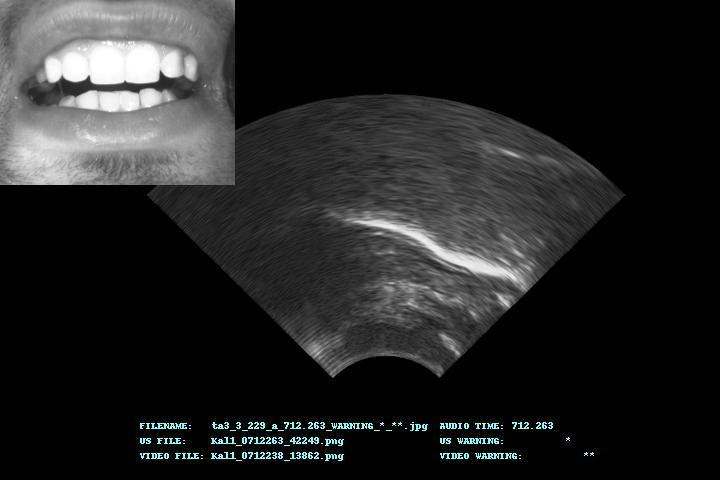 FILENAME: ta3_3_229_a_712.263_WARNING_*_**.jpg AUDIO TIME: 712.263
US FILE: Kal1_0712263_42249.png US WARNING: *
VIDEO FILE: Kal1_0712238_13862.png VIDEO WARNING: **